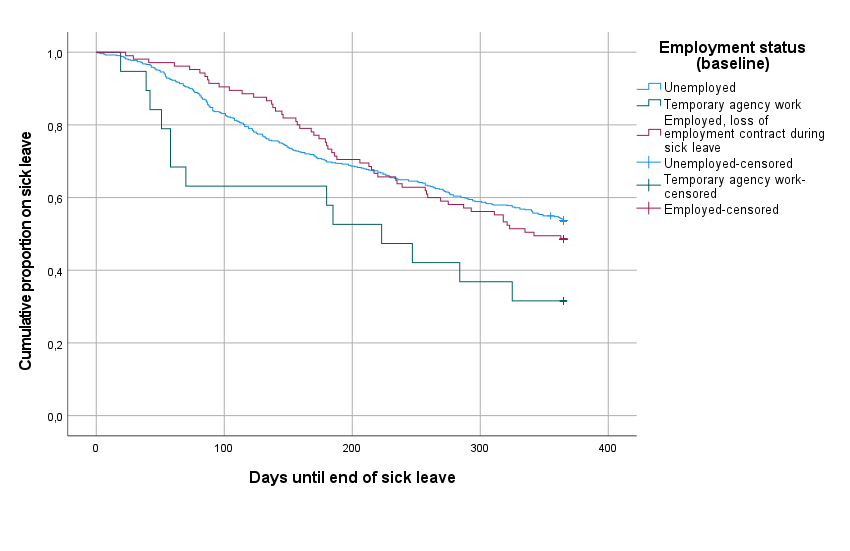 Employment status
(baseline)
Unemployed
Temporary agency work
Employed, loss of
employment contract during
sick leave
Unemployed-censored
Temporary agency work-
censored
Employed-censored
Cumulative proportion on sick leave
1,0
0,8
0,6
0,4
0,2
0,0
0
100
200
300
400
Days until end of sick leave